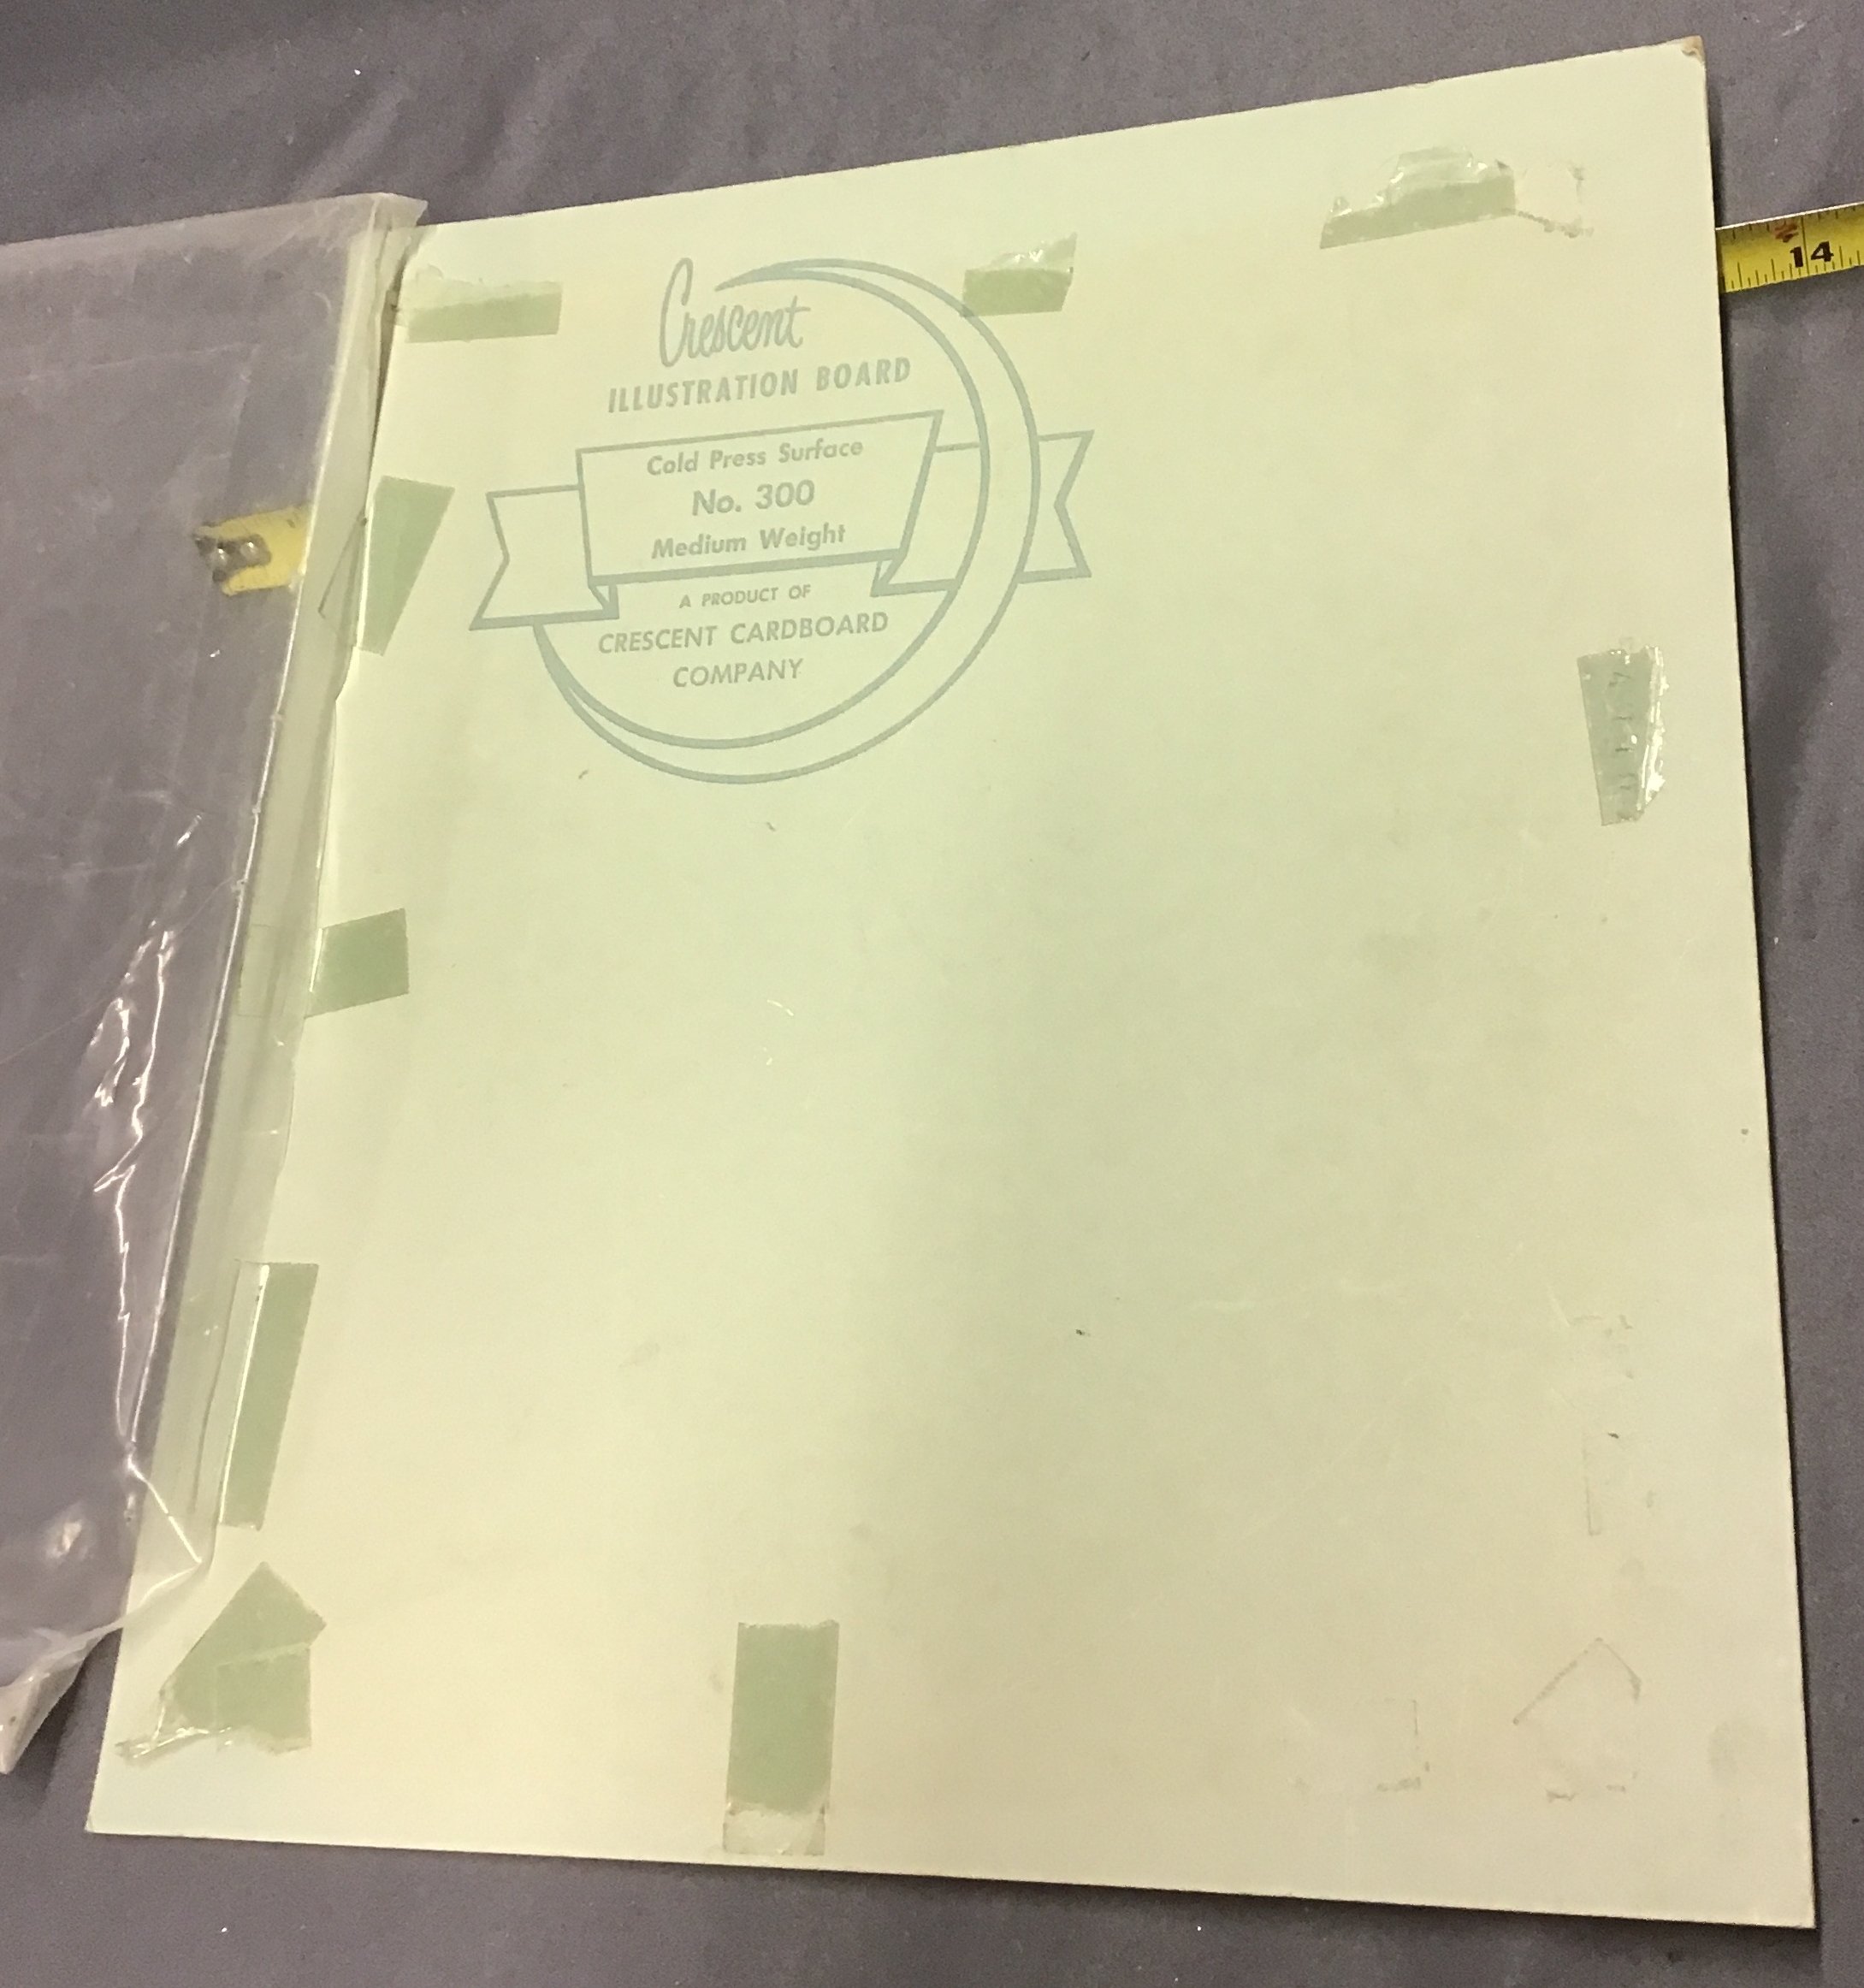 Crescent
ILLUSTRATION BOARD
Cold Press Surface
No. 300
Medium Weight
A PRODUCT OF
CRESCENT CARDBOARD
COMPANY
14